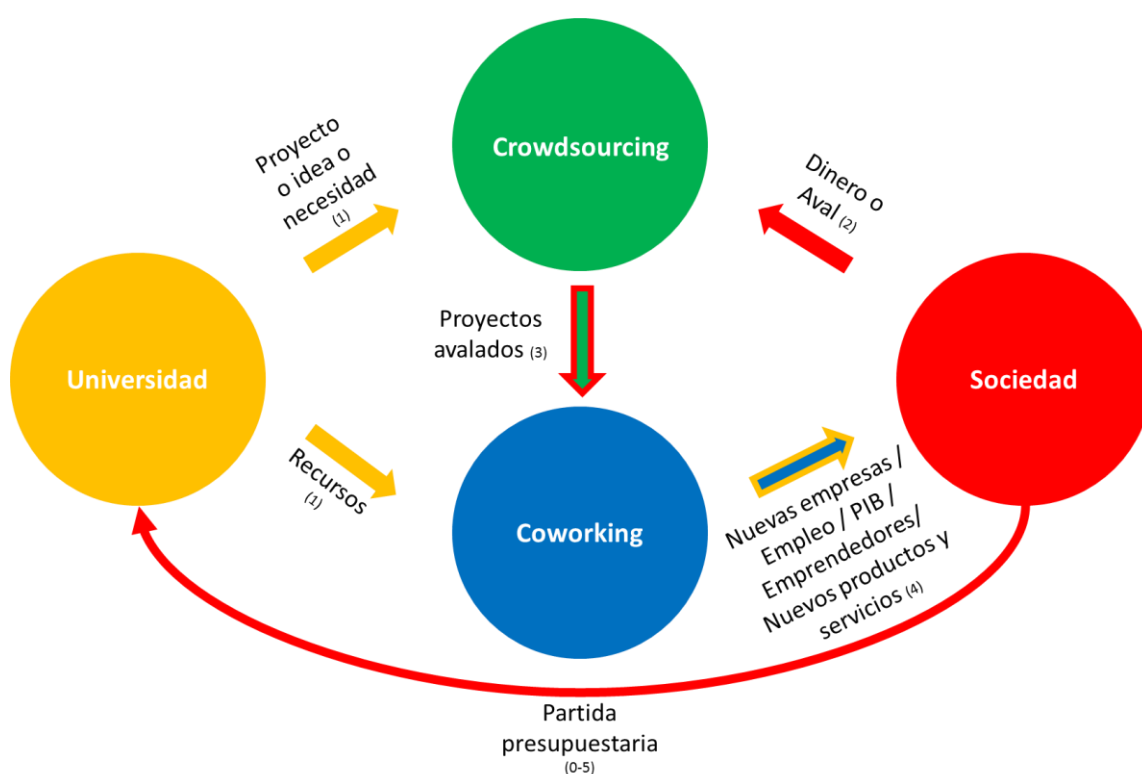 Crowdsourcing
Proyecto
o idea o
necesidad
(1)
Dinero o
Aval (2)
Proyectos
avalados (3)
Universidad
Sociedad
Recursos
(1)
Coworking
Nuevas empresas /
Empleo / PIB /
Emprendedores/
Nuevos productos y
servicios (4)
Partida
presupuestaria
(0-5)